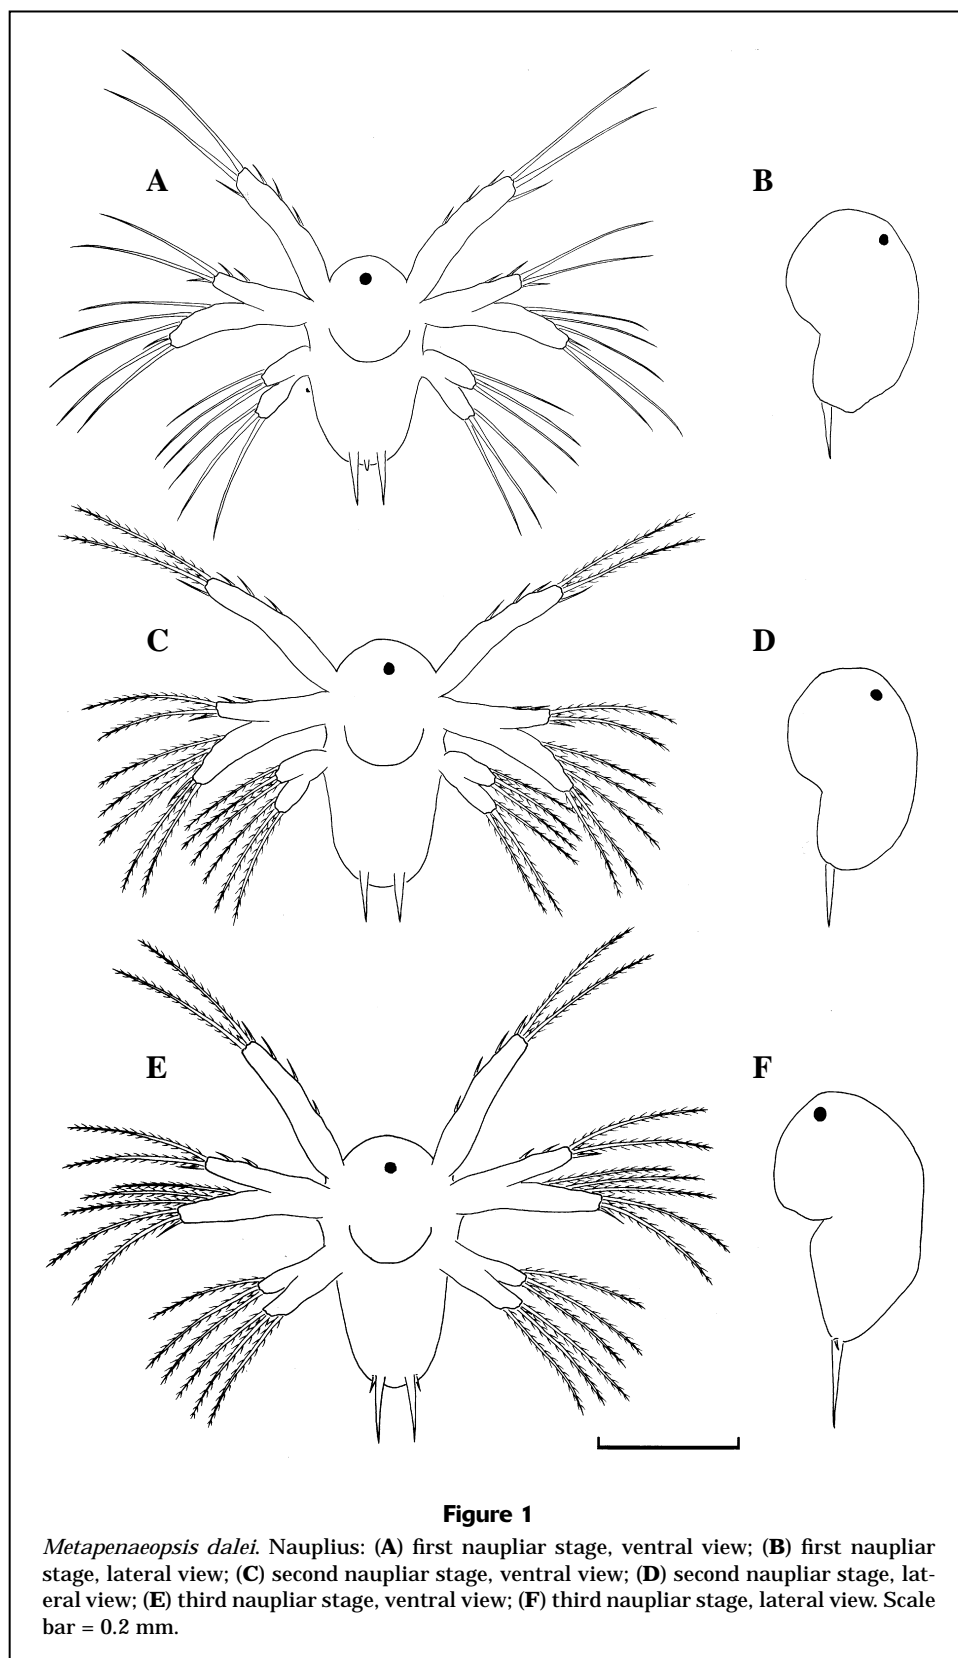 A
B
C
D
E
F
Figure 1
Metapenaeopsis dalei. Nauplius: (A) first naupliar stage, ventral view; (B) first naupliar
stage, lateral view; (C) second naupliar stage, ventral view; (D) second naupliar stage, lat-
eral view; (E) third naupliar stage, ventral view; (F) third naupliar stage, lateral view. Scale
bar = 0.2 mm.